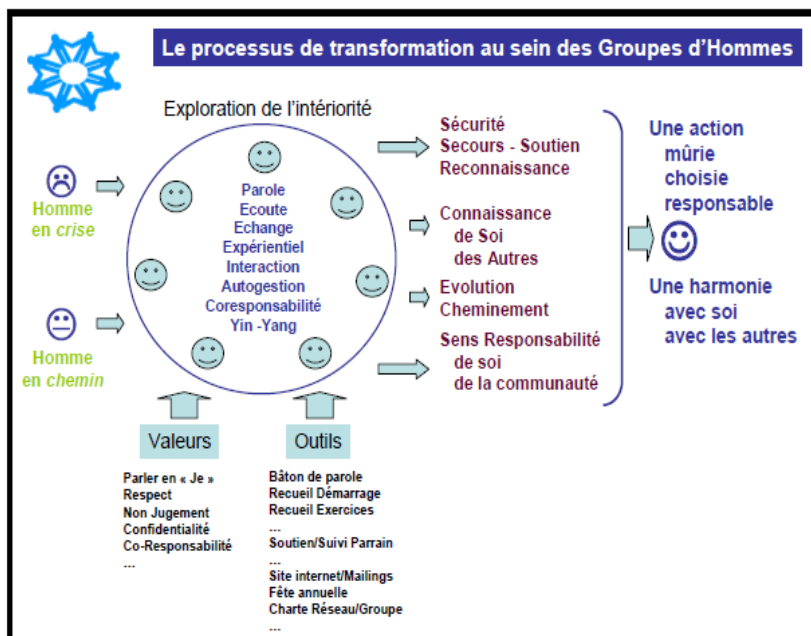 Le processus de transformation au sein des Groupes d'Hommes
Exploration de l'intériorité
Homme
en crise
Homme
en chemin
Parole
Ecoute
Echange
Expérientiel
Interaction
Autogestion
Coresponsabilité
Yin -Yang
Sécurité
Secours - Soutien
Reconnaissance
Connaissance
de Soi
des Autres
Evolution
Cheminement
Sens Responsabilité
de soi
de la communauté
Une action
mûrie
choisie
responsable
Une harmonie
avec soi
avec les autres
Valeurs
Parler en « Je »
Respect
Non Jugement
Confidentialité
Co-Responsabilité
...
Outils
Bâton de parole
Recueil Démarrage
Recueil Exercices
...
Soutien/Suivi Parrain
...
Site internet/Mailings
Fête annuelle
Charte Réseau/Groupe
...